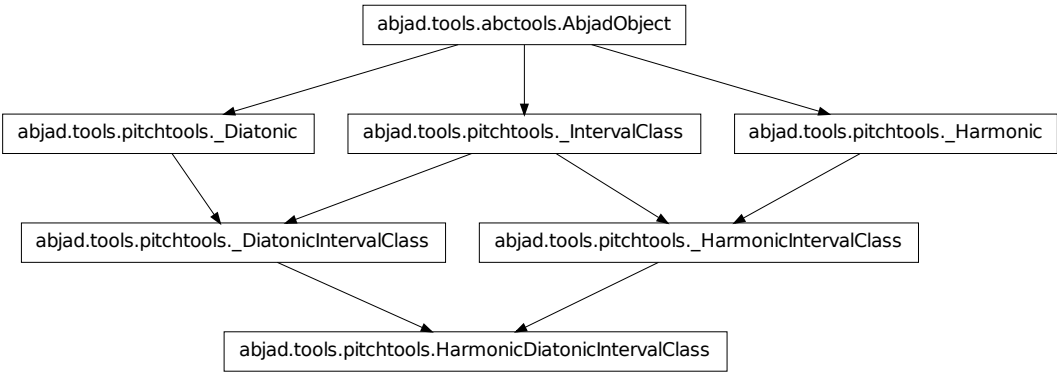 abjad.tools.abctools.AbjadObject
abjad.tools.pitchtools._Diatonic
abjad.tools.pitchtools._IntervalClass
abjad.tools.pitchtools._Harmonic
abjad.tools.pitchtools._DiatonicIntervalClass
abjad.tools.pitchtools._HarmonicIntervalClass
abjad.tools.pitchtools.HarmonicDiatonicIntervalClass